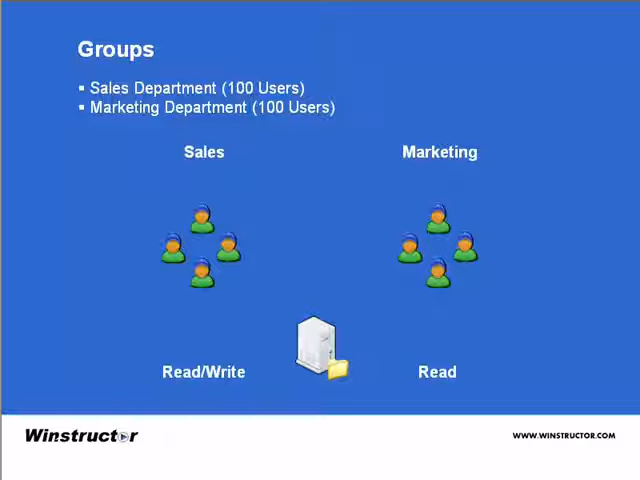 Groups
▪ Sales Department (100 Users)
▪ Marketing Department (100 Users)
Sales Marketing
Read/Write Read
Winstructor WWW.WINSTRUCTOR.COM